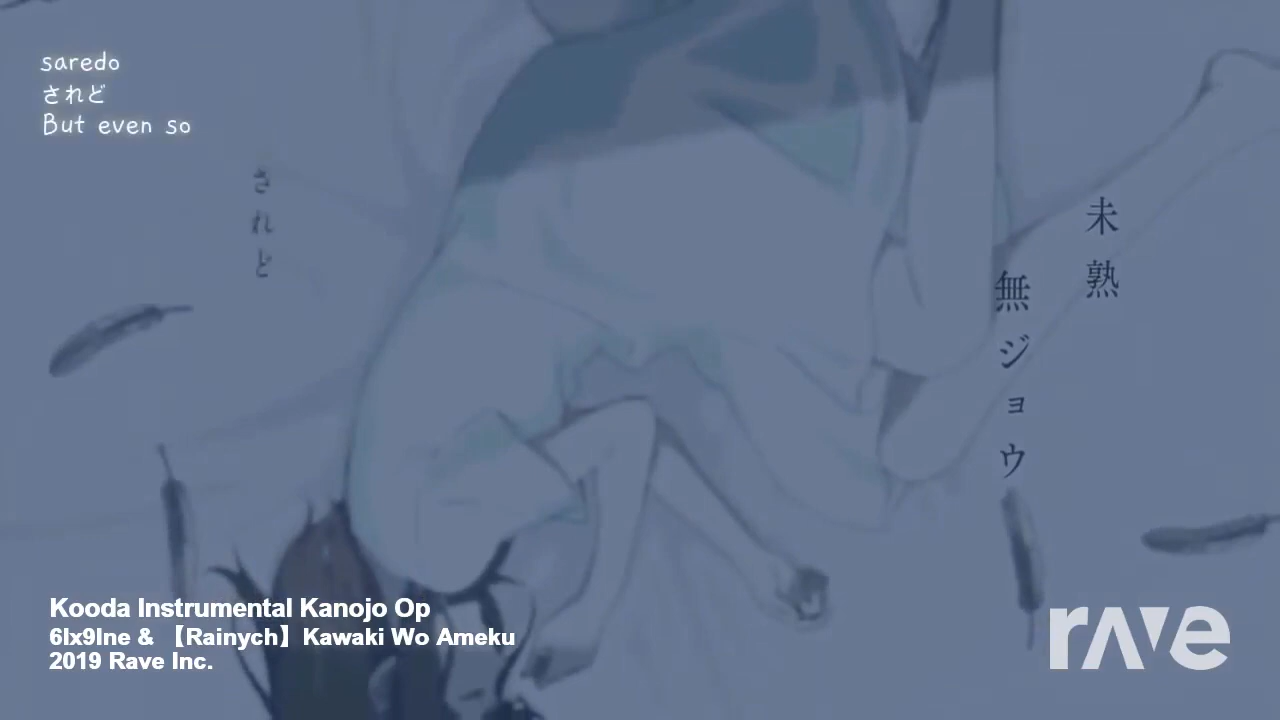 saredo
されど
But even so
されど
未熟
無ジョウ
Kooda Instrumental Kanojo Op
6Ix9Ine & 【Rainych】Kawaki Wo Ameku
2019 Rave Inc.
rave